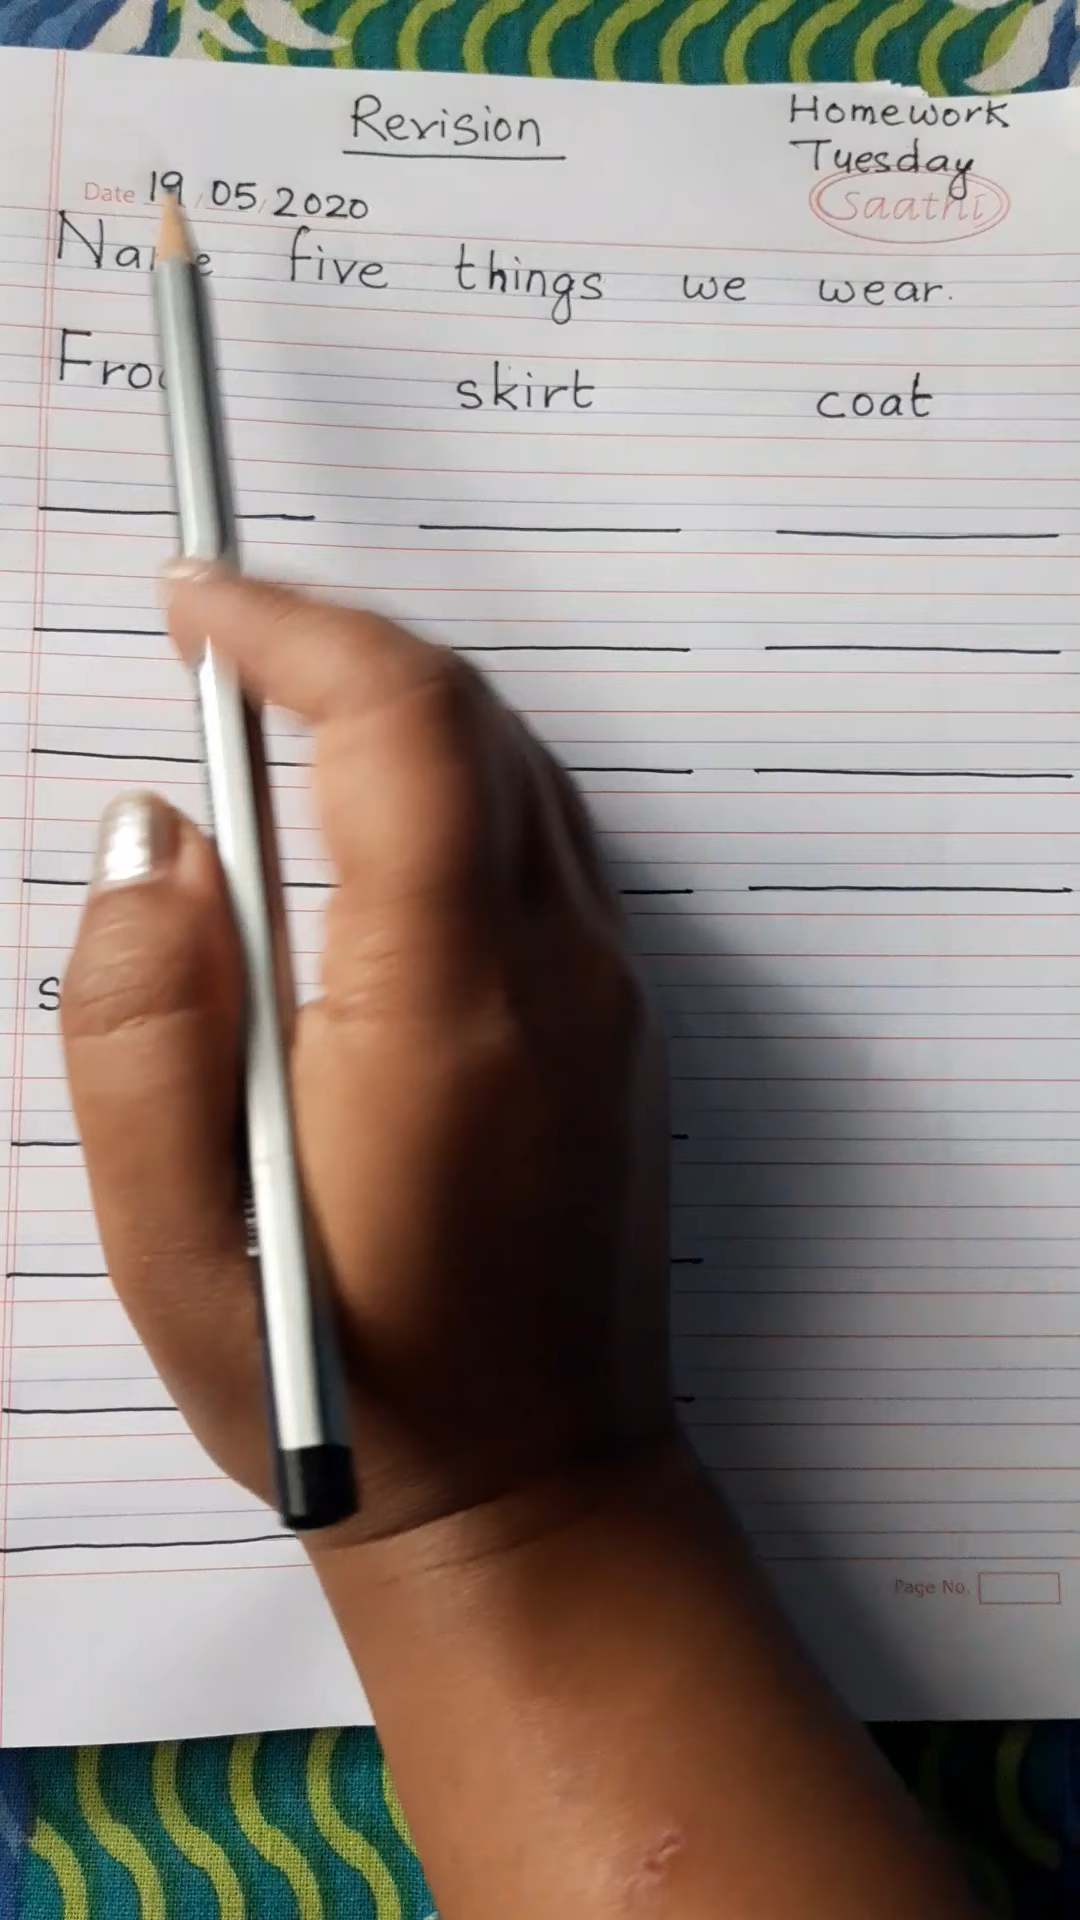 Revision
Homework
Tuesday
Saathi
Date 19/05/2020
five things we wear.
skirt coat
Page No.